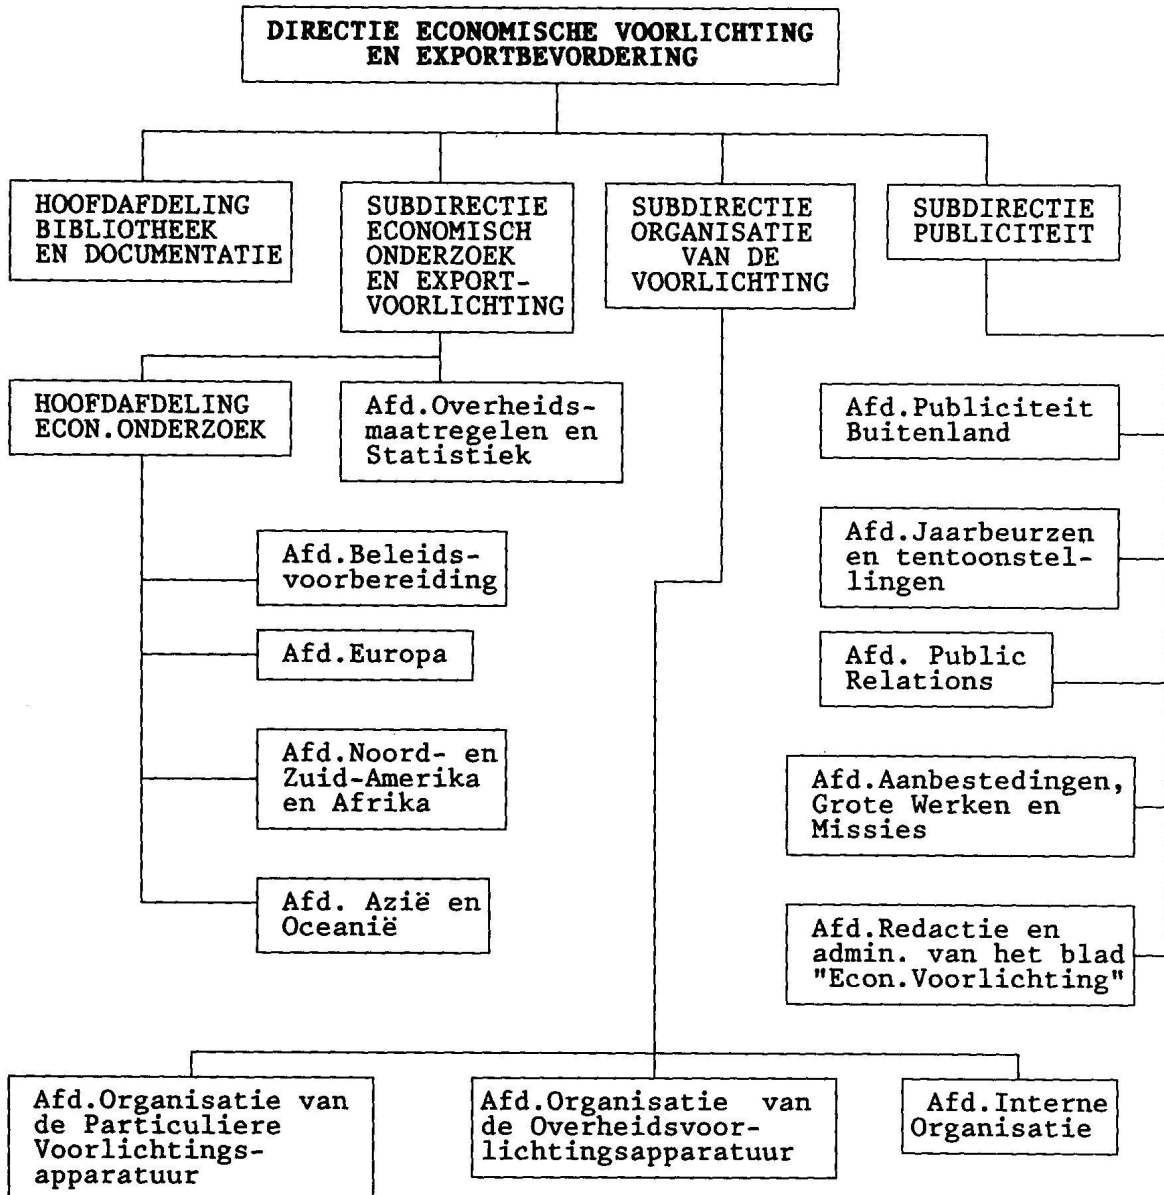 DIRECTIE ECONOMISCHE VOORLICHTING
EN EXPORTBEVORDERING
HOOFDAFDELING
BIBLIOTHEEK
EN DOCUMENTATIE
SUBDIRECTIE
ECONOMISCH
ONDERZOEK
EN EXPORT-
VOORLICHTING
SUBDIRECTIE
ORGANISATIE
VAN DE
VOORLICHTING
SUBDIRECTIE
PUBLICITEIT
HOOFDAFDELING
ECON.ONDERZOEK
Afd.Overheids-
maatregelen en
Statistiek
Afd.Beleids-
voorbereiding
Afd.Europa
Afd.Noord- en
Zuid-Amerika
en Afrika
Afd. Azië en
Oceanië
Afd.Publiciteit
Buitenland
Afd.Jaarbeurzen
en tentoonstel-
lingen
Afd. Public
Relations
Afd.Aanbestedingen,
Grote Werken en
Missies
Afd.Redactie en
admin. van het blad
"Econ.Voorlichting"
Afd.Organisatie van
de Particuliere
Voorlichtings-
apparatuur
Afd.Organisatie van
de Overheidsvoor-
lichtingsapparatuur
Afd.Interne
Organisatie